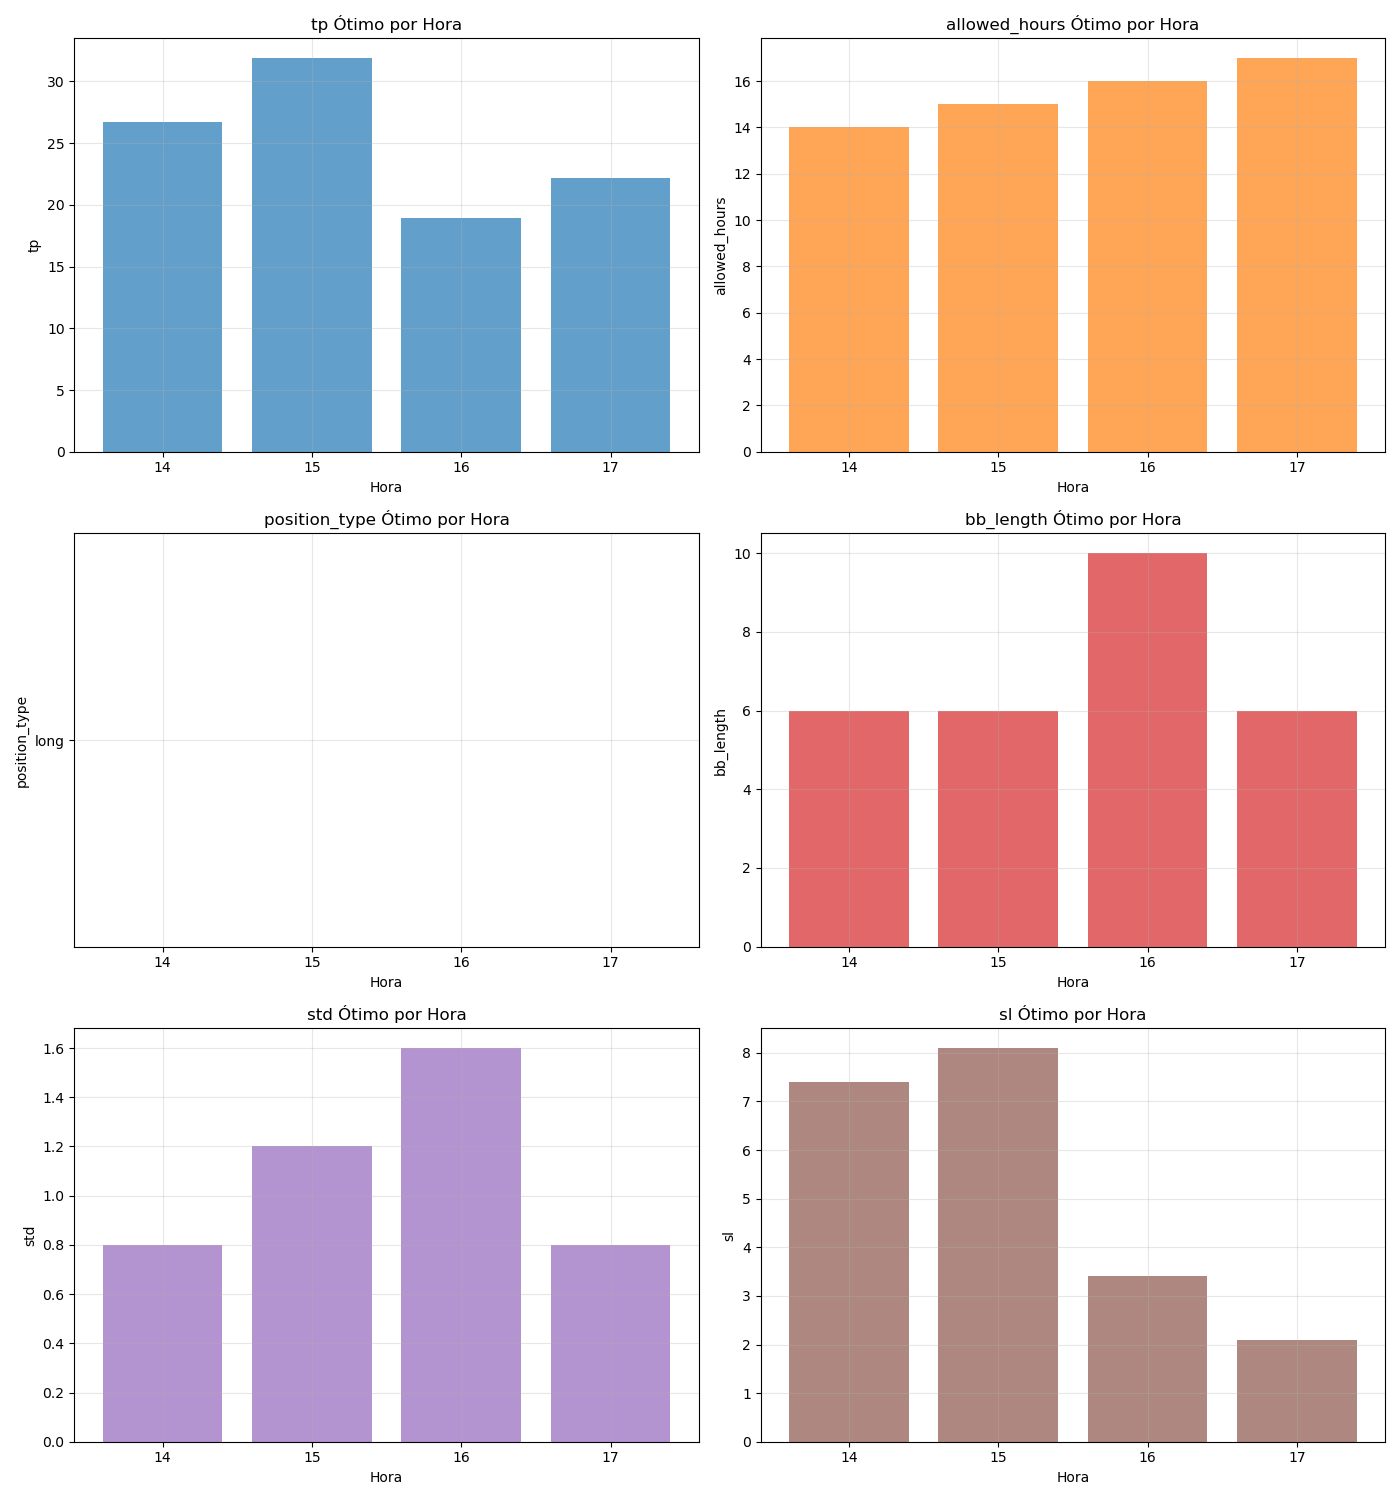 tp Ótimo por Hora
30
25
20
15
10
5
0
tp
14 15 16 17
Hora
allowed_hours Ótimo por Hora
16
14
12
10
8
6
4
2
0
allowed_hours
14 15 16 17
Hora
position_type Ótimo por Hora
long
position_type
14 15 16 17
Hora
bb_length Ótimo por Hora
10
8
6
4
2
0
bb_length
14 15 16 17
Hora
std Ótimo por Hora
1.6
1.4
1.2
1.0
0.8
0.6
0.4
0.2
0.0
std
14 15 16 17
Hora
sl Ótimo por Hora
8
7
6
5
4
3
2
1
0
sl
14 15 16 17
Hora